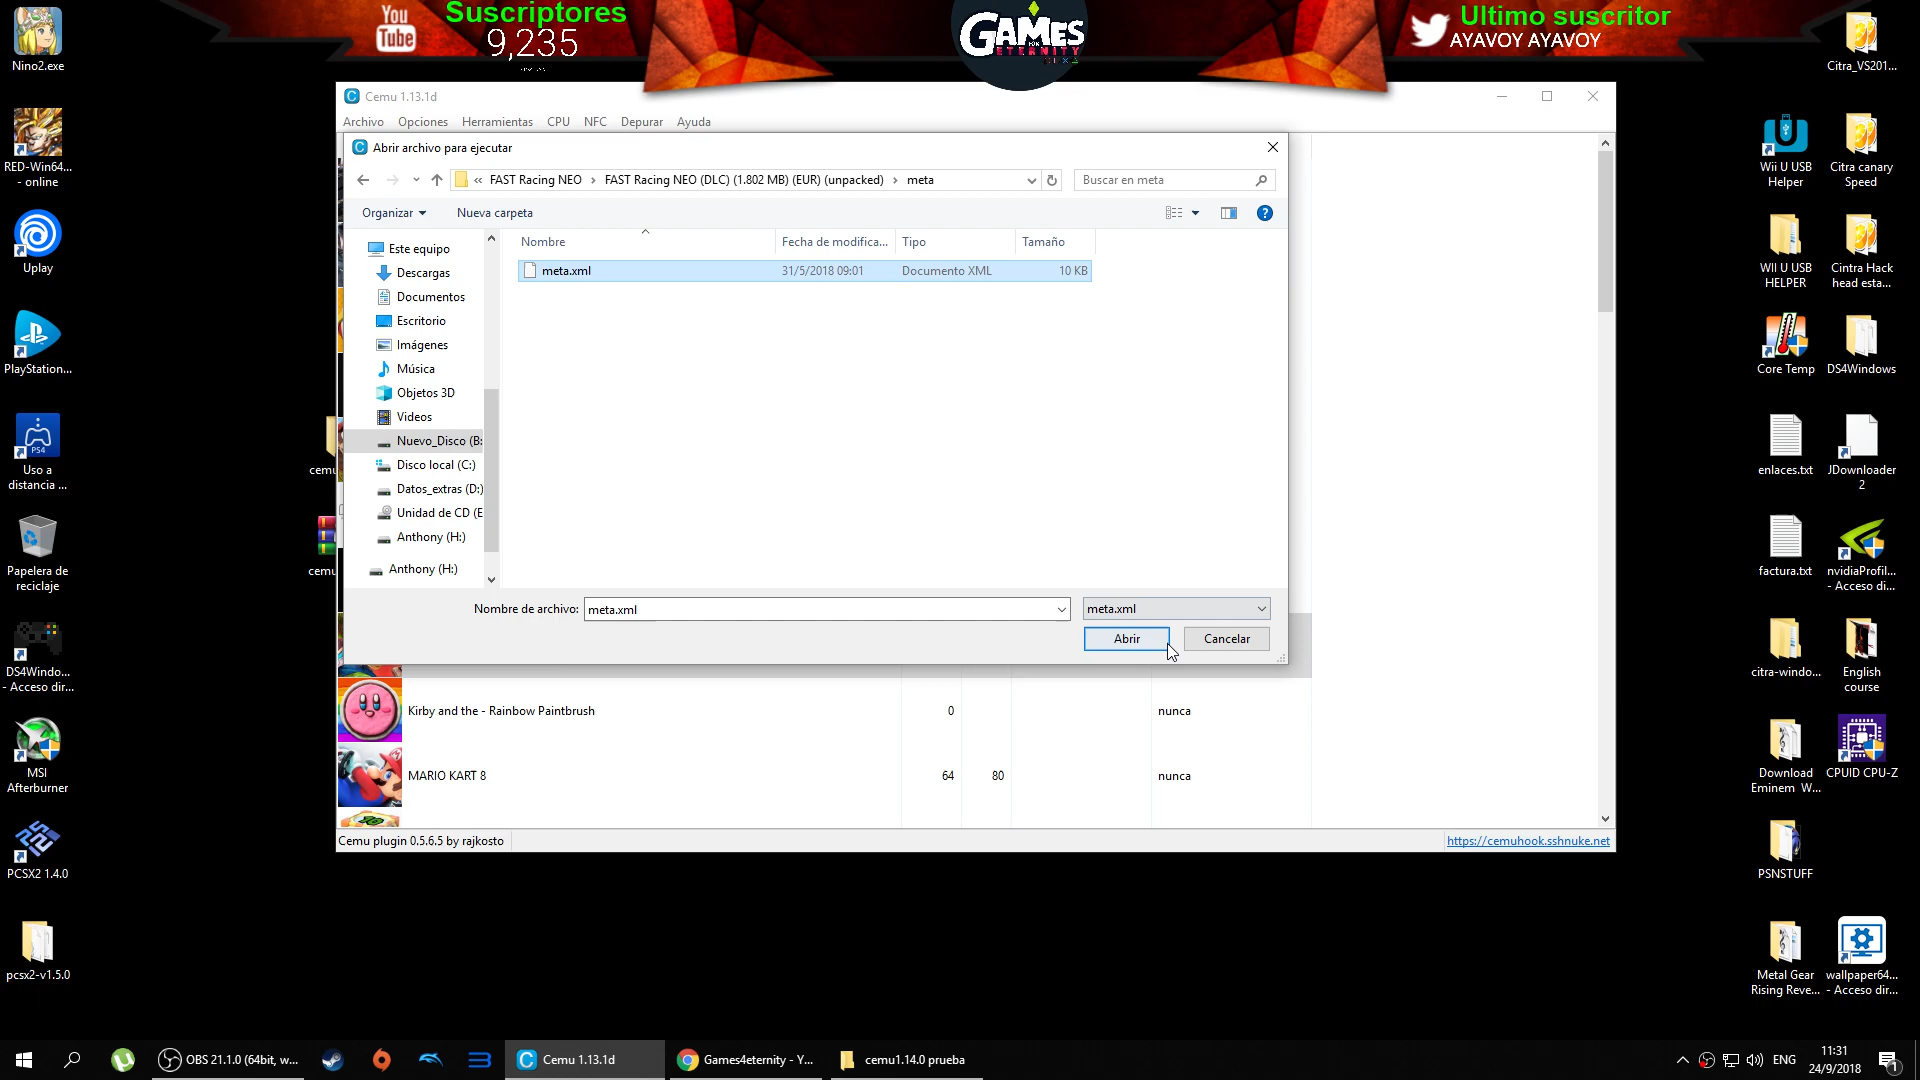 Suscriptores
9,235
You
Tube
GAMES
FOR
ETERNITY
Ultimo suscritor
AYAVOY AYAVOY
Nino2.exe
RED-Win64...
- online
Uplay
PlayStation...
PS4
Uso a
distancia ...
Papelera de
reciclaje
DS4Windo...
- Acceso dir...
MSI
Afterburner
PCSX2 1.4.0
pcsx2-v1.5.0
cemu
cemu
Cemu 1.13.1d
Archivo
Opciones
Herramientas
CPU
NFC
Depurar
Ayuda
Abrir archivo para ejecutar
« FAST Racing NEO > FAST Racing NEO (DLC) (1.802 MB) (EUR) (unpacked) > meta
Buscar en meta
Organizar
Nueva carpeta
Este equipo
Descargas
Documentos
Escritorio
Imágenes
Música
Objetos 3D
Videos
Nuevo_Disco (B:
Disco local (C:)
Datos_extras (D:)
Unidad de CD (E
Anthony (H:)
Anthony (H:)
Nombre
Fecha de modifica...
Tipo
Tamaño
meta.xml
31/5/2018 09:01
Documento XML
10 KB
Nombre de archivo:
meta.xml
meta.xml
Abrir
Cancelar
Kirby and the - Rainbow Paintbrush
0
nunca
MARIO KART 8
64
80
nunca
Cemu plugin 0.5.6.5 by rajkosto
https://cemuhook.sshnuke.net
Citra_VS201...
Wii U USB
Helper
Citra canary
Speed
WII U USB
HELPER
Cintra Hack
head esta...
Core Temp
DS4Windows
enlaces.txt
JDownloader
2
factura.txt
nvidiaProfil...
- Acceso di...
citra-windo...
English
course
Download
Eminem W...
CPUID CPU-Z
PSNSTUFF
Metal Gear
Rising Reve...
wallpaper64...
- Acceso dir...
OBS 21.1.0 (64bit, w...
Cemu 1.13.1d
Games4eternity - Y...
cemu1.14.0 prueba
ENG
11:31
24/9/2018
1